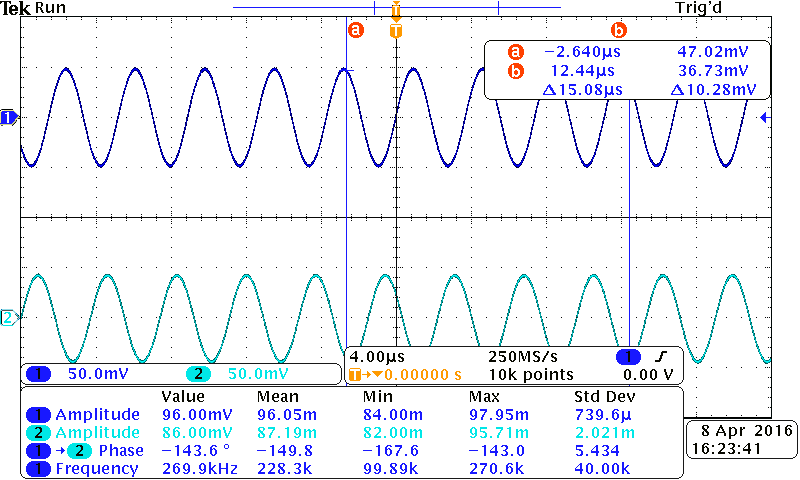 Tek Run Trig'd
T
a T b
a −2.640µs 47.02mV
b 12.44µs 36.73mV
Δ15.08µs Δ10.28mV
1
2
1 50.0mV 2 50.0mV
4.00µs 250MS/s 1
T→▼0.00000 s 10k points 0.00 V
Value Mean Min Max Std Dev
1 Amplitude 96.00mV 96.05m 84.00m 97.95m 739.6µ
2 Amplitude 86.00mV 87.19m 82.00m 95.71m 2.021m
1 → 2 Phase −143.6 ° −149.8 −167.6 −143.0 5.434
1 Frequency 269.9kHz 228.3k 99.89k 270.6k 40.00k
8 Apr 2016
16:23:41